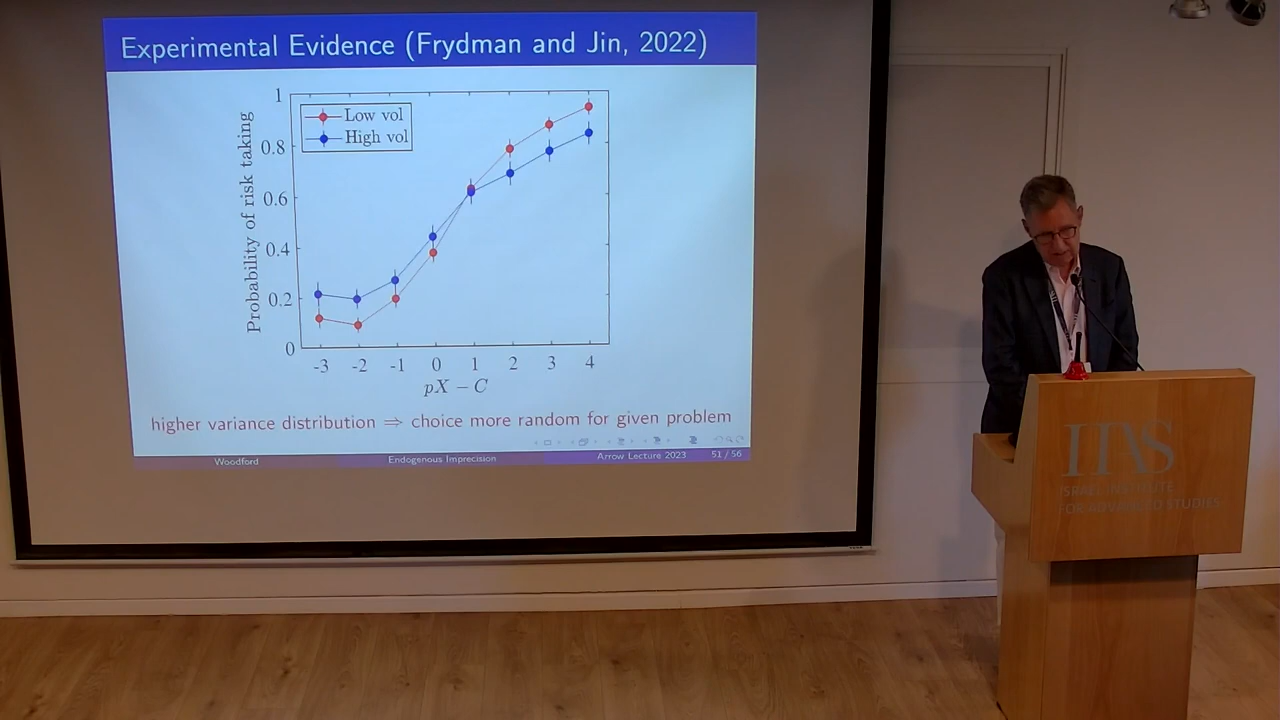 Experimental Evidence (Frydman and Jin, 2022)
Low vol
High vol
Probability of risk taking
1
0.8
0.6
0.4
0.2
0
-3 -2 -1 0 1 2 3 4
pX − C
higher variance distribution ⇒ choice more random for given problem
Woodford Endogenous Imprecision Arrow Lecture 2023 51 / 56
IIAS
ISRAEL INSTITUTE
FOR ADVANCED STUDIES